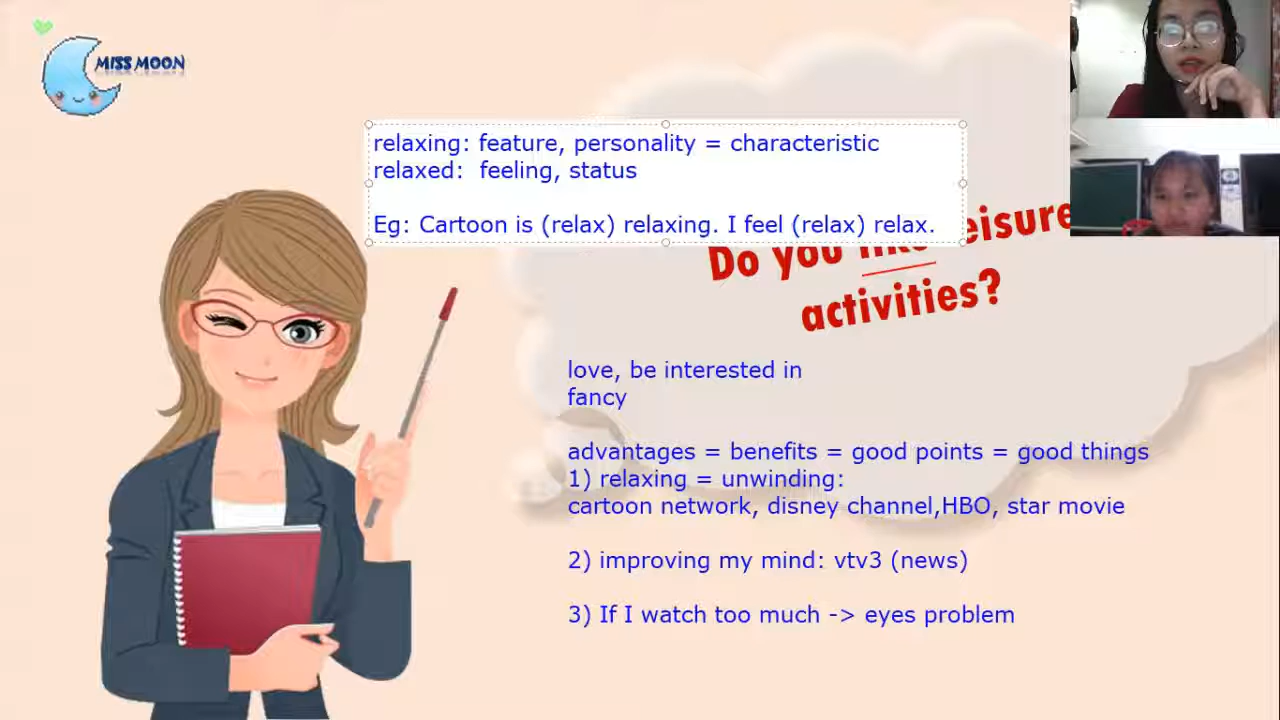 MISS MOON
relaxing: feature, personality = characteristic
relaxed:  feeling, status
Eg: Cartoon is (relax) relaxing. I feel (relax) relax.
Do you like leisure
activities?
love, be interested in
fancy
advantages = benefits = good points = good things
1) relaxing = unwinding:
cartoon network, disney channel,HBO, star movie
2) improving my mind: vtv3 (news)
3) If I watch too much -> eyes problem